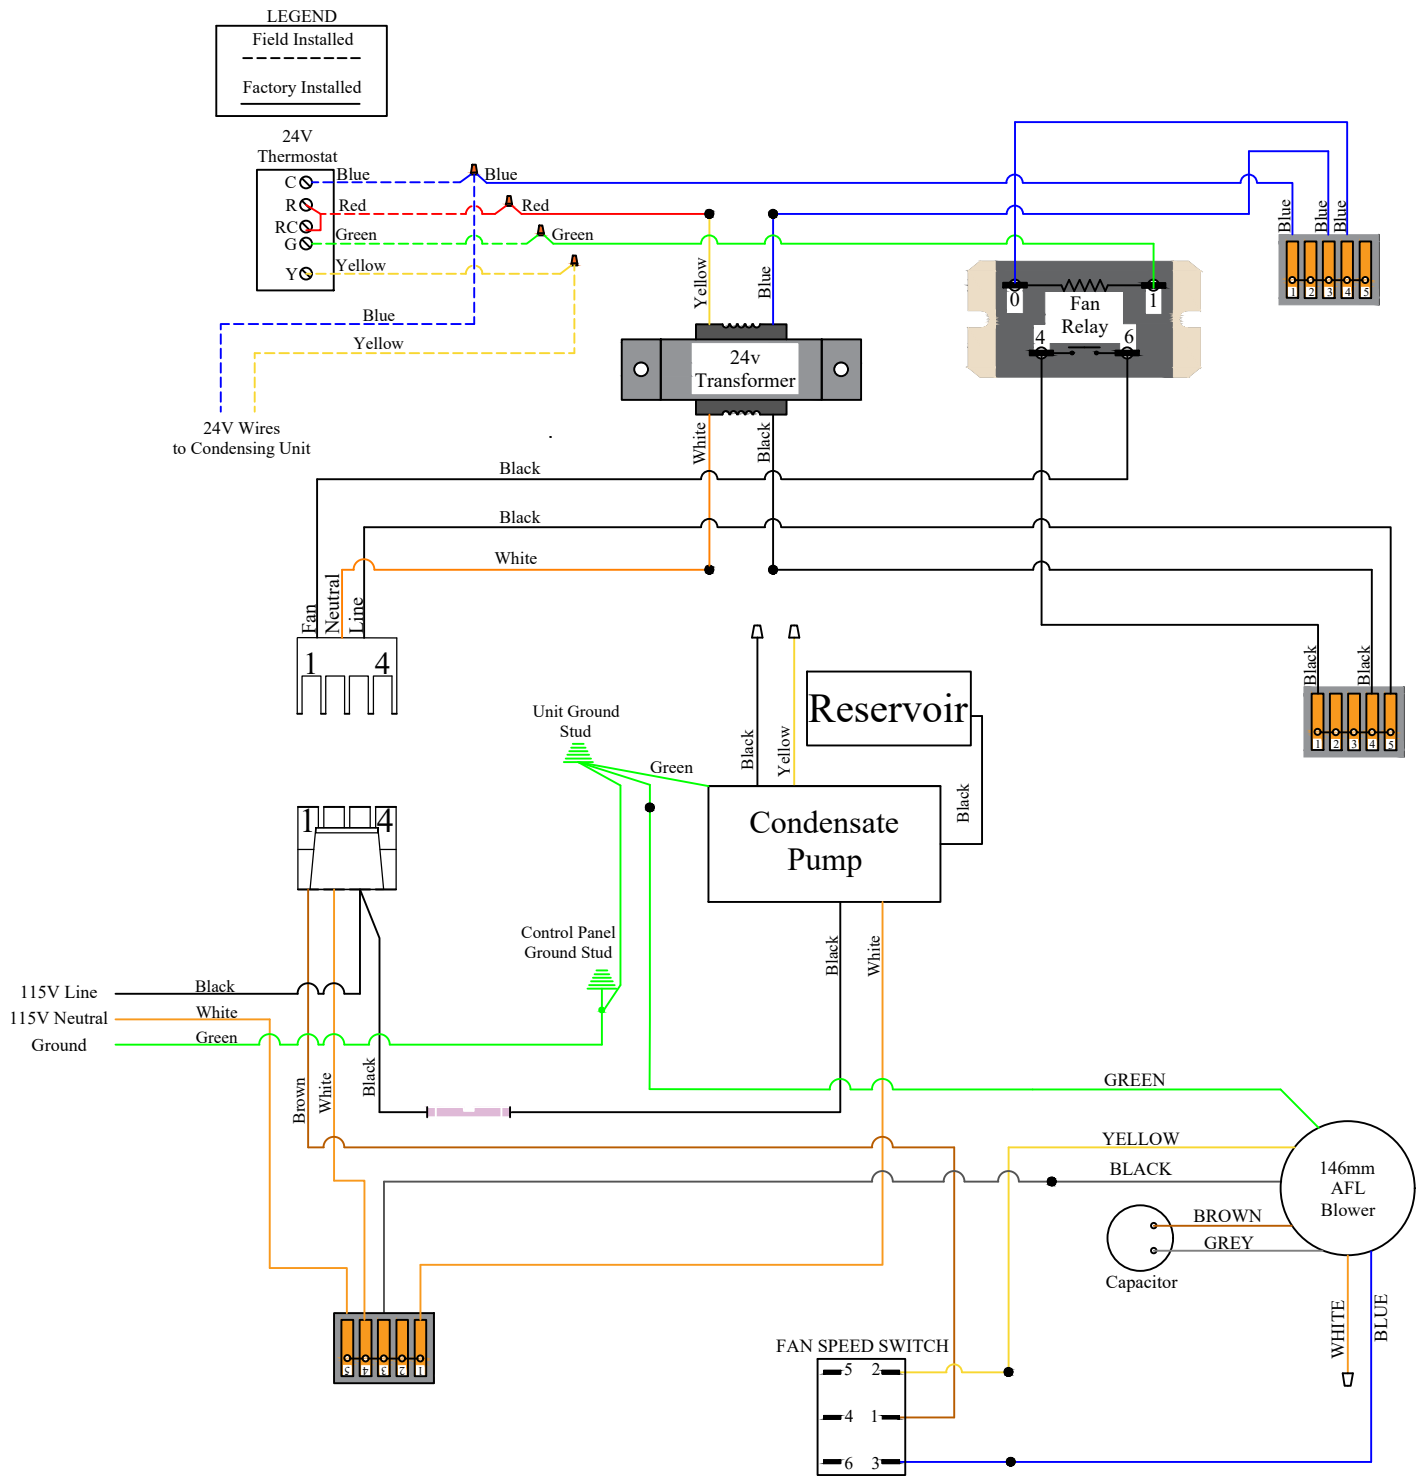 LEGEND
Field Installed
Factory Installed
24V
Thermostat
C
Blue
Blue
R
Red
Red
RC
G
Green
Green
Y
Yellow
Blue
Yellow
24V Wires
to Condensing Unit
Yellow
Blue
24v
Transformer
White
Black
0
1
Fan
Relay
4
6
Blue
Blue
Blue
1
2
3
4
5
Black
Black
White
Fan
Neutral
Line
1
4
Black
Black
1
2
3
4
5
Unit Ground
Stud
Green
Black
Yellow
Reservoir
Black
Condensate
Pump
1
4
Control Panel
Ground Stud
Black
White
115V Line
Black
115V Neutral
White
Ground
Green
Brown
White
Black
GREEN
YELLOW
BLACK
BROWN
GREY
146mm
AFL
Blower
Capacitor
WHITE
BLUE
5
4
3
2
1
FAN SPEED SWITCH
5
2
4
1
6
3